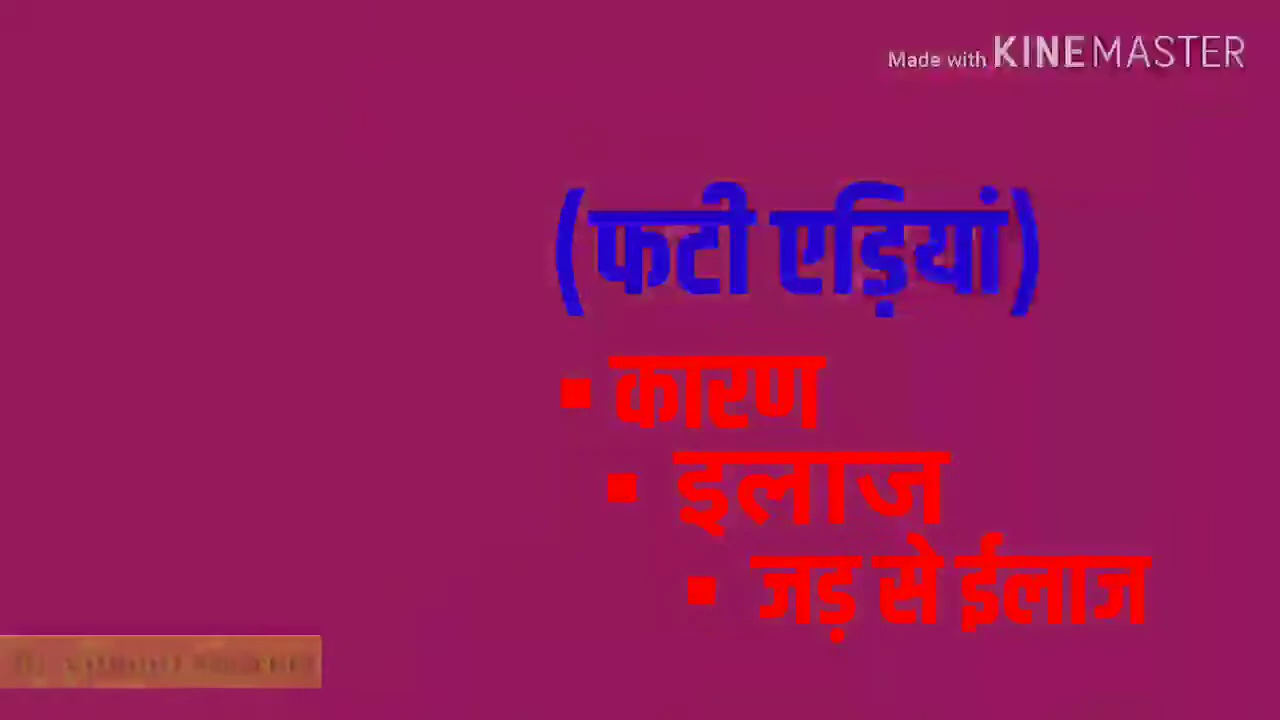 Made with KINEMASTER
(फटी एड़ियां)
▪ कारण
▪ इलाज
▪ जड़ से ईलाज